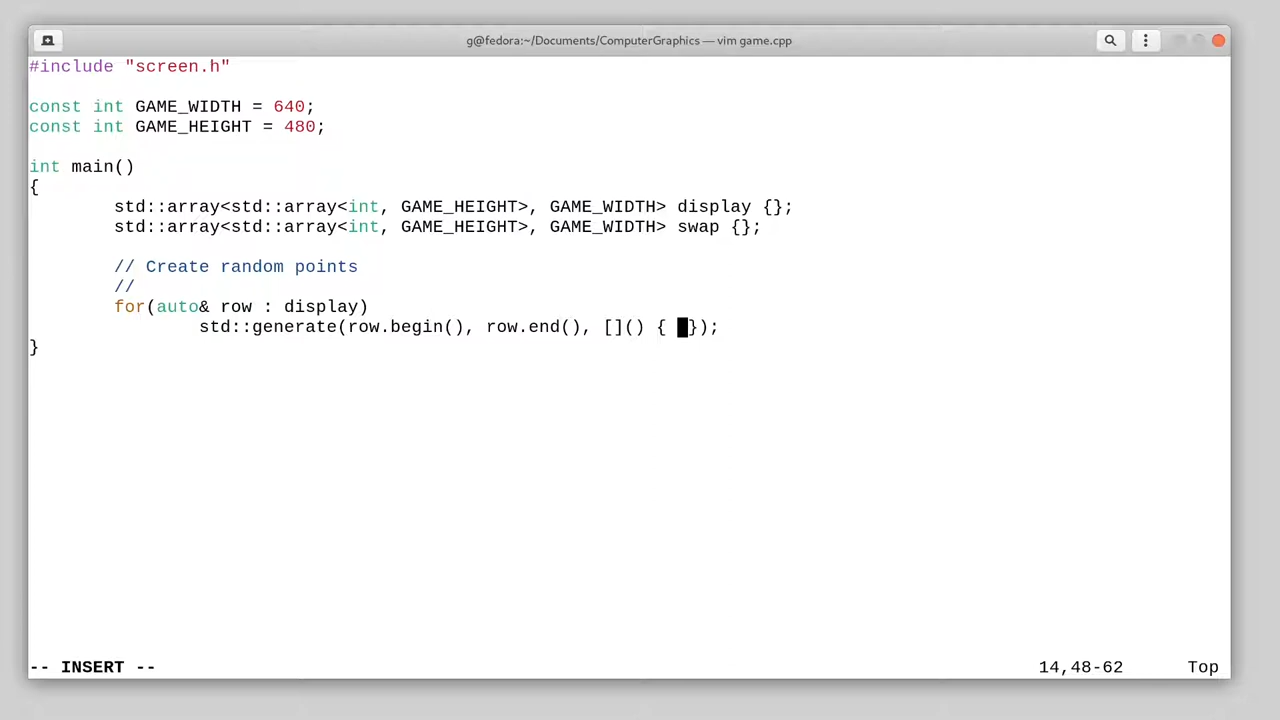 g@fedora:~/Documents/ComputerGraphics — vim game.cpp
#include "screen.h"
const int GAME_WIDTH = 640;
const int GAME_HEIGHT = 480;
int main()
{
std::array<std::array<int, GAME_HEIGHT>, GAME_WIDTH> display {};
std::array<std::array<int, GAME_HEIGHT>, GAME_WIDTH> swap {};
// Create random points
//
for(auto& row : display)
std::generate(row.begin(), row.end(), []() { });
}
-- INSERT -- 14,48-62 Top